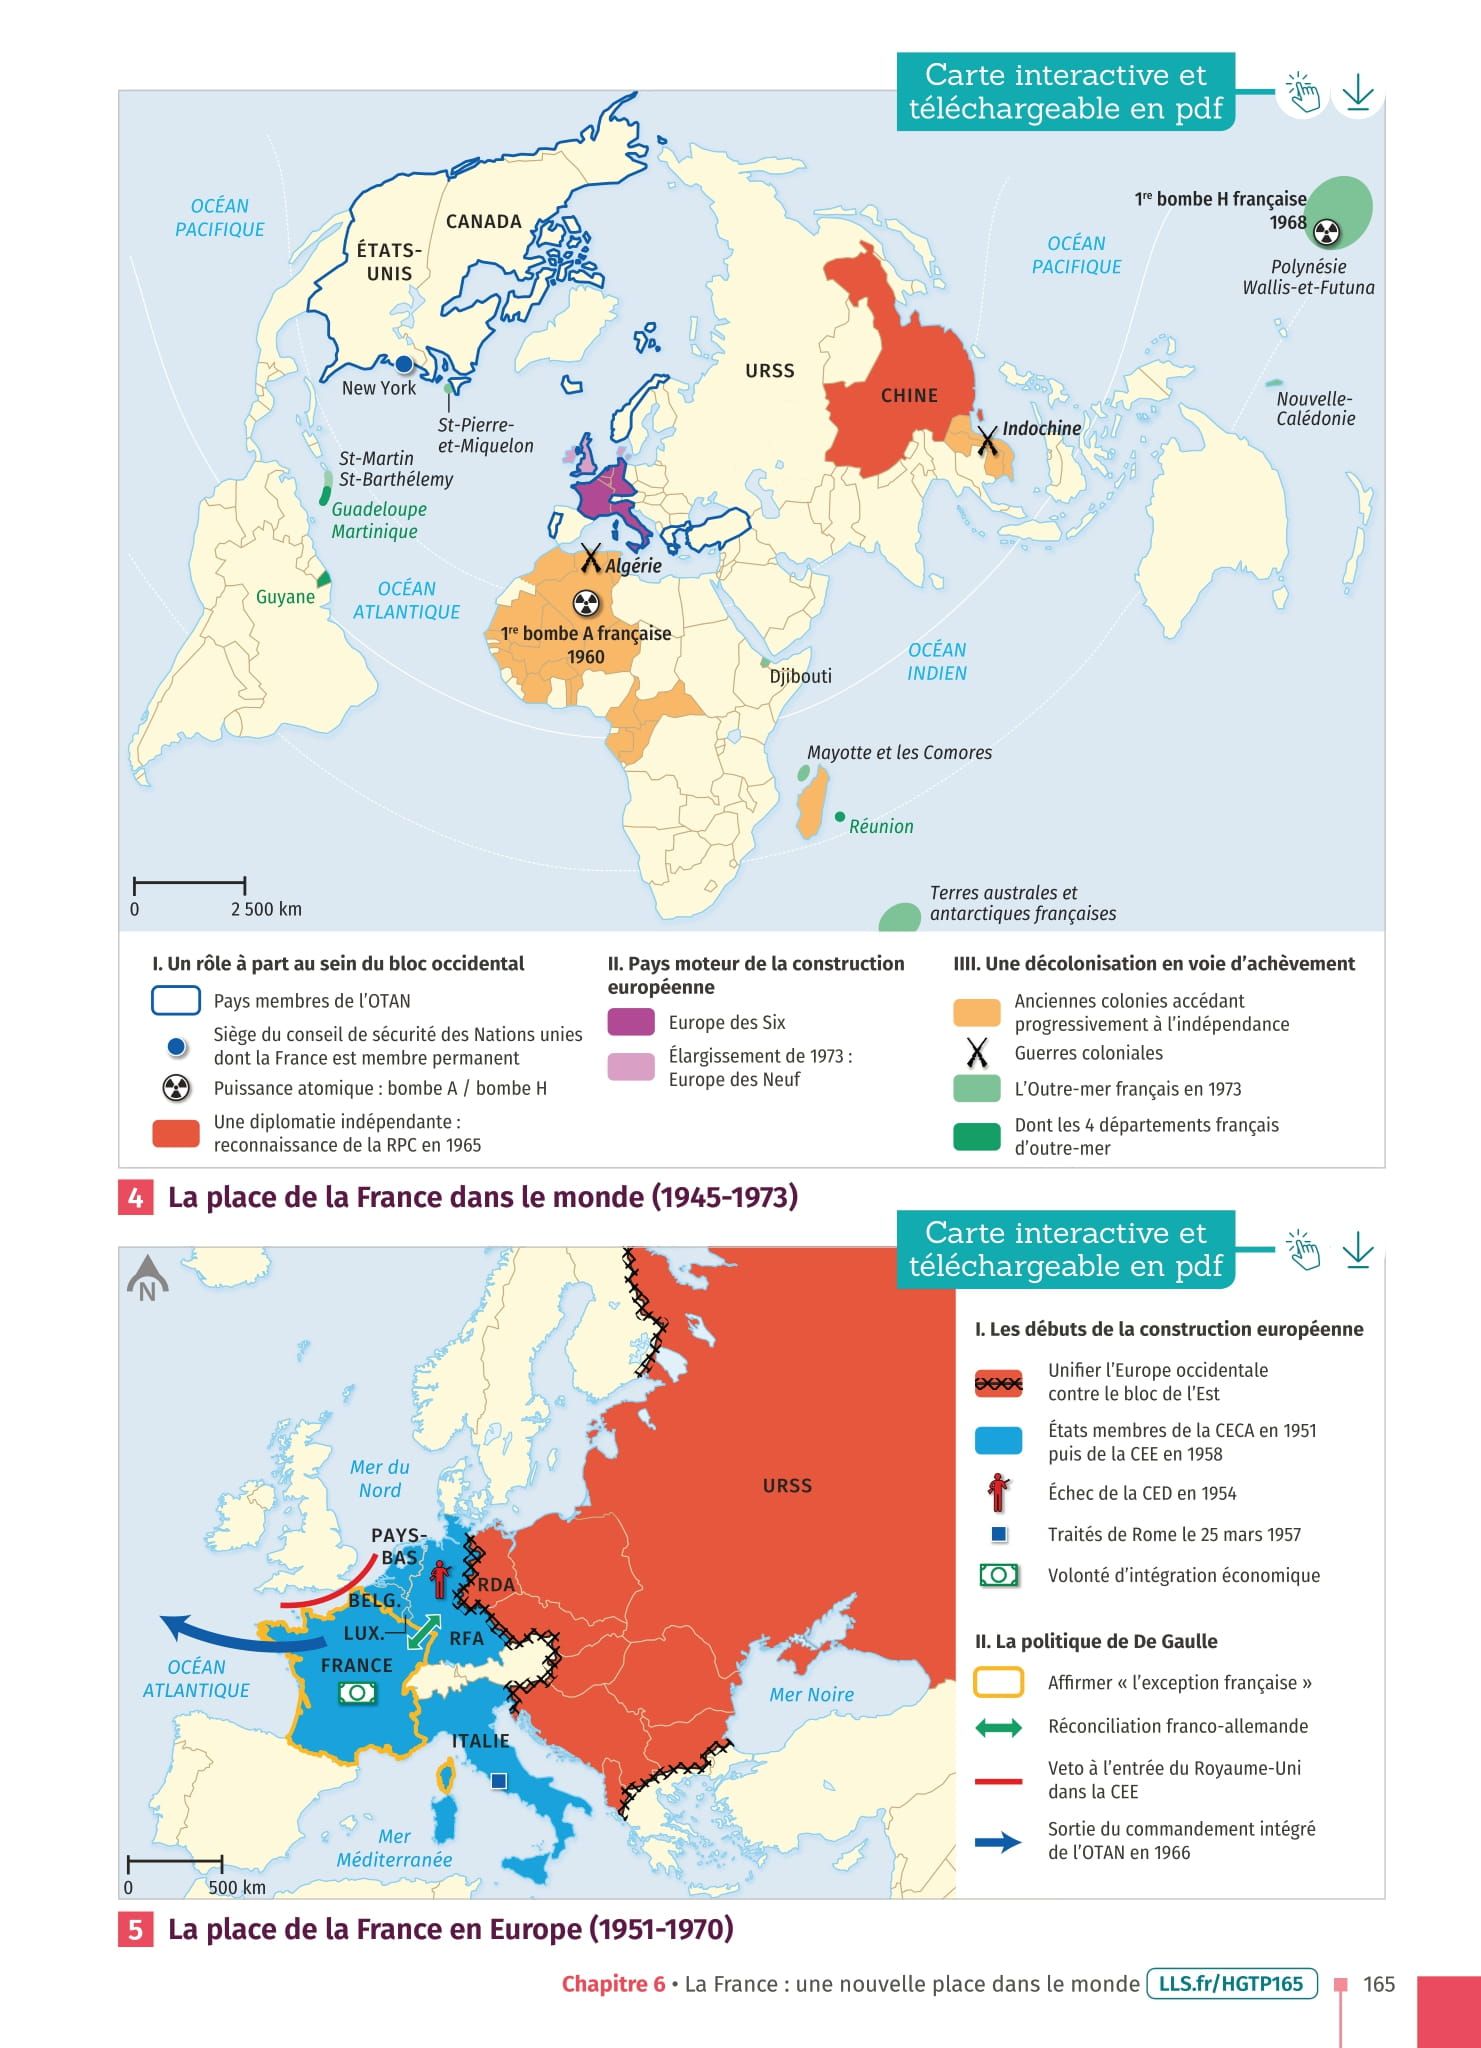 Carte interactive et
téléchargeable en pdf
OCÉAN
PACIFIQUE
CANADA
ÉTATS-
UNIS
1re bombe H française
1968
OCÉAN
PACIFIQUE
Polynésie
Wallis-et-Futuna
URSS
New York
CHINE
Nouvelle-
Calédonie
St-Pierre-
et-Miquelon
Indochine
St-Martin
St-Barthélemy
Guadeloupe
Martinique
Algérie
Guyane
OCÉAN
ATLANTIQUE
1re bombe A française
1960
OCÉAN
INDIEN
Djibouti
Mayotte et les Comores
Réunion
Terres australes et
antarctiques françaises
0 2 500 km
I. Un rôle à part au sein du bloc occidental
Pays membres de l'OTAN
Siège du conseil de sécurité des Nations unies
dont la France est membre permanent
Puissance atomique : bombe A / bombe H
Une diplomatie indépendante :
reconnaissance de la RPC en 1965
II. Pays moteur de la construction
européenne
Europe des Six
Élargissement de 1973 :
Europe des Neuf
IIII. Une décolonisation en voie d'achèvement
Anciennes colonies accédant
progressivement à l'indépendance
Guerres coloniales
L'Outre-mer français en 1973
Dont les 4 départements français
d'outre-mer
4 La place de la France dans le monde (1945-1973)
Carte interactive et
téléchargeable en pdf
N
Mer du
Nord
URSS
PAYS-
BAS
RDA
BELG.
LUX.
RFA
FRANCE
OCÉAN
ATLANTIQUE
Mer Noire
ITALIE
Mer
Méditerranée
0 500 km
I. Les débuts de la construction européenne
Unifier l'Europe occidentale
contre le bloc de l'Est
États membres de la CECA en 1951
puis de la CEE en 1958
Échec de la CED en 1954
Traités de Rome le 25 mars 1957
Volonté d'intégration économique
II. La politique de De Gaulle
Affirmer « l'exception française »
Réconciliation franco-allemande
Veto à l'entrée du Royaume-Uni
dans la CEE
Sortie du commandement intégré
de l'OTAN en 1966
5 La place de la France en Europe (1951-1970)
Chapitre 6 • La France : une nouvelle place dans le monde LLS.fr/HGTP165 165